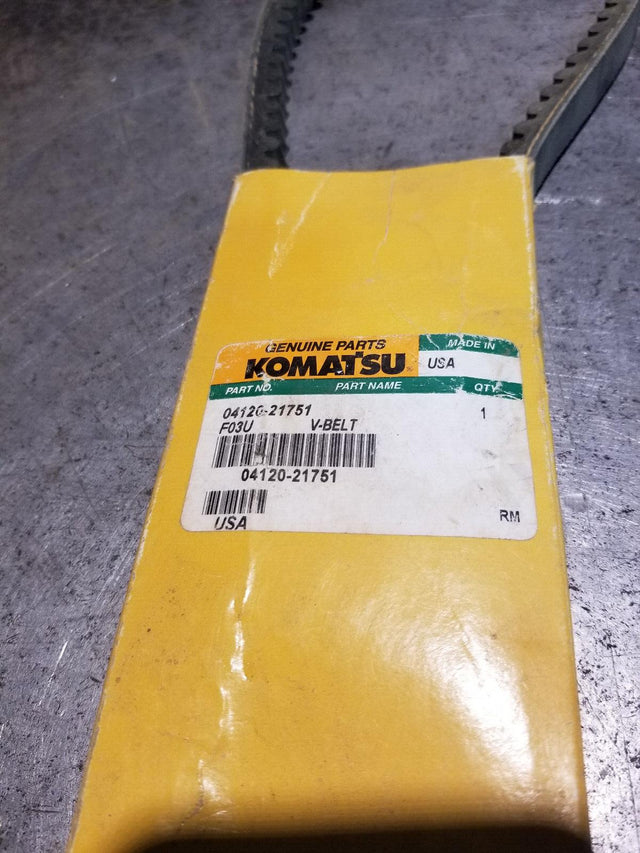 GENUINE PARTS
KOMATSU
MADE IN
USA
PART NO. PART NAME QTY
04120-21751 1
F03U V-BELT
04120-21751
USA
RM